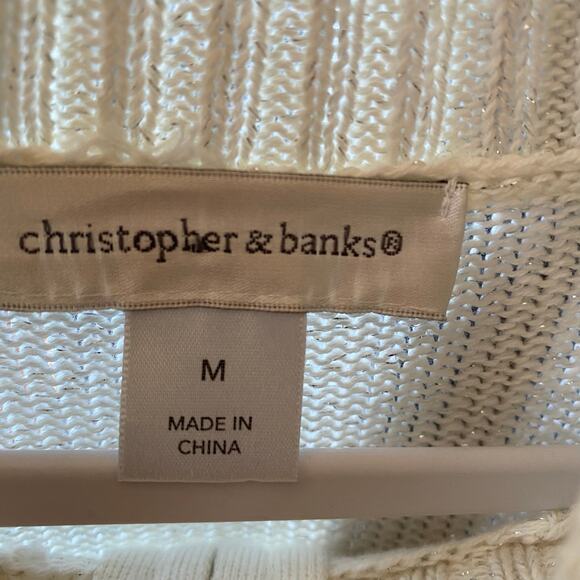 christopher & banks®
M
MADE IN
CHINA